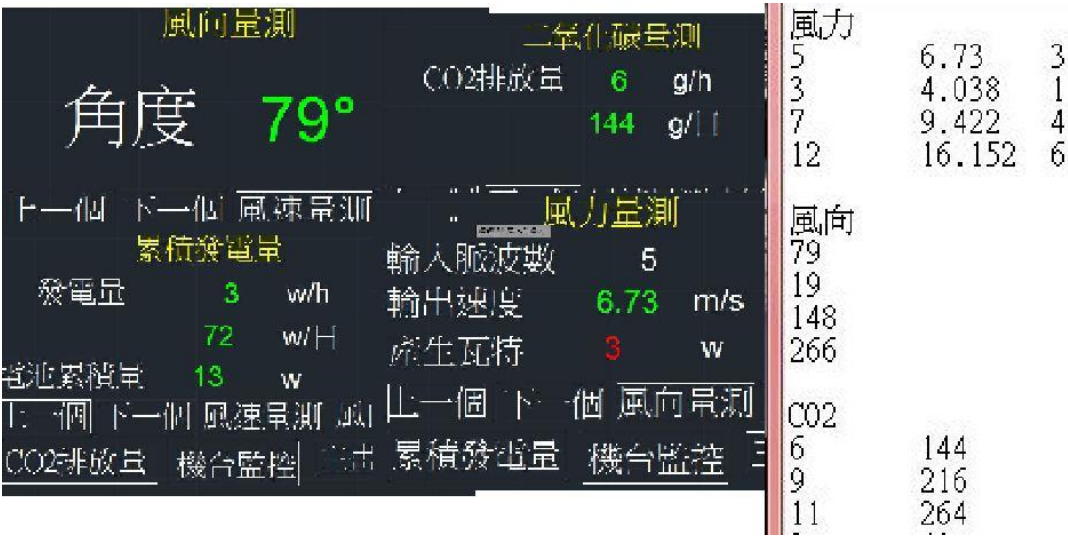 風向量測
角度 79°
上一個 下一個 風速量測
二氧化碳量測
CO2排放量 6 g/h
144 g/日
累積發電量
發電量 3 w/h
72 w/日
電池累積量 13 w
上一個 下一個 風速量測
CO2排放量 機台監控
風力量測
輸入脈波數 5
輸出速度 6.73 m/s
產生瓦特 3 w
上一個 下一個 風向量測
累積發電量 機台監控
風力
5 6.73 3
3 4.038 1
7 9.422 4
12 16.152 6
風向
79
19
148
266
CO2
6 144
9 216
11 264